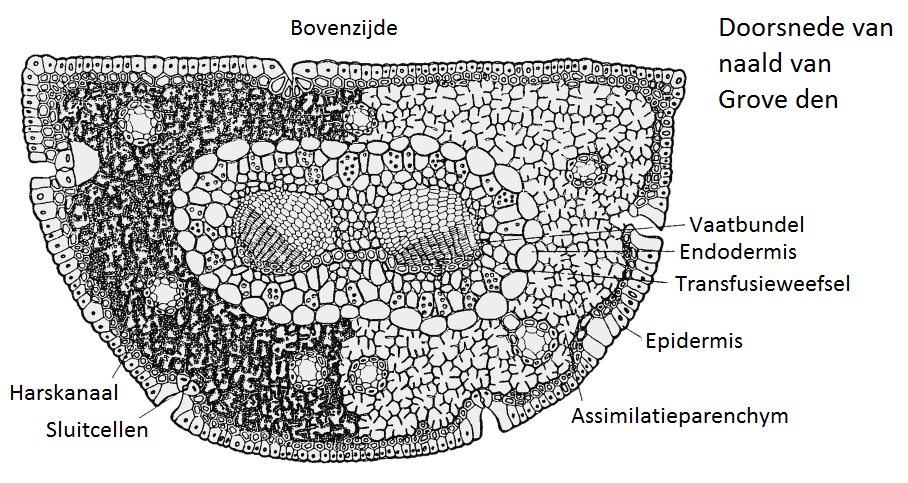 Bovenzijde
Doorsnede van
naald van
Grove den
Vaatbundel
Endodermis
Transfusieweefsel
Epidermis
Harskanaal
Assimilatieparenchym
Sluitcellen